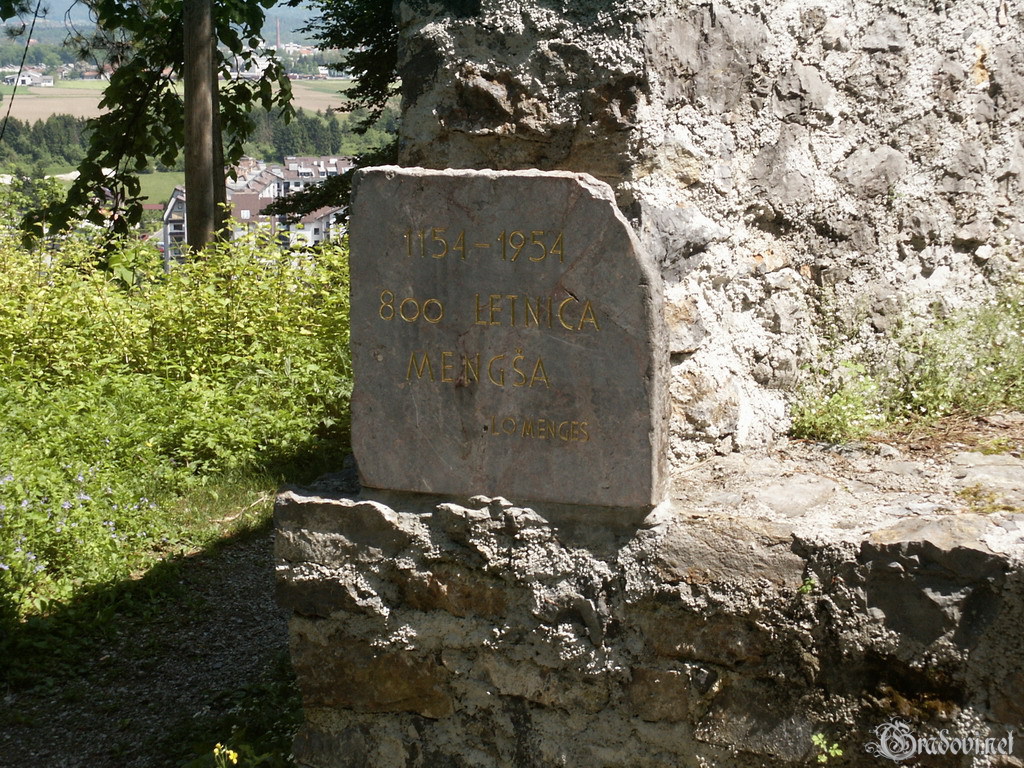 1154-1954
800 LETNICA
MENGŠA
LO MENGEŠ
Gradovi.net